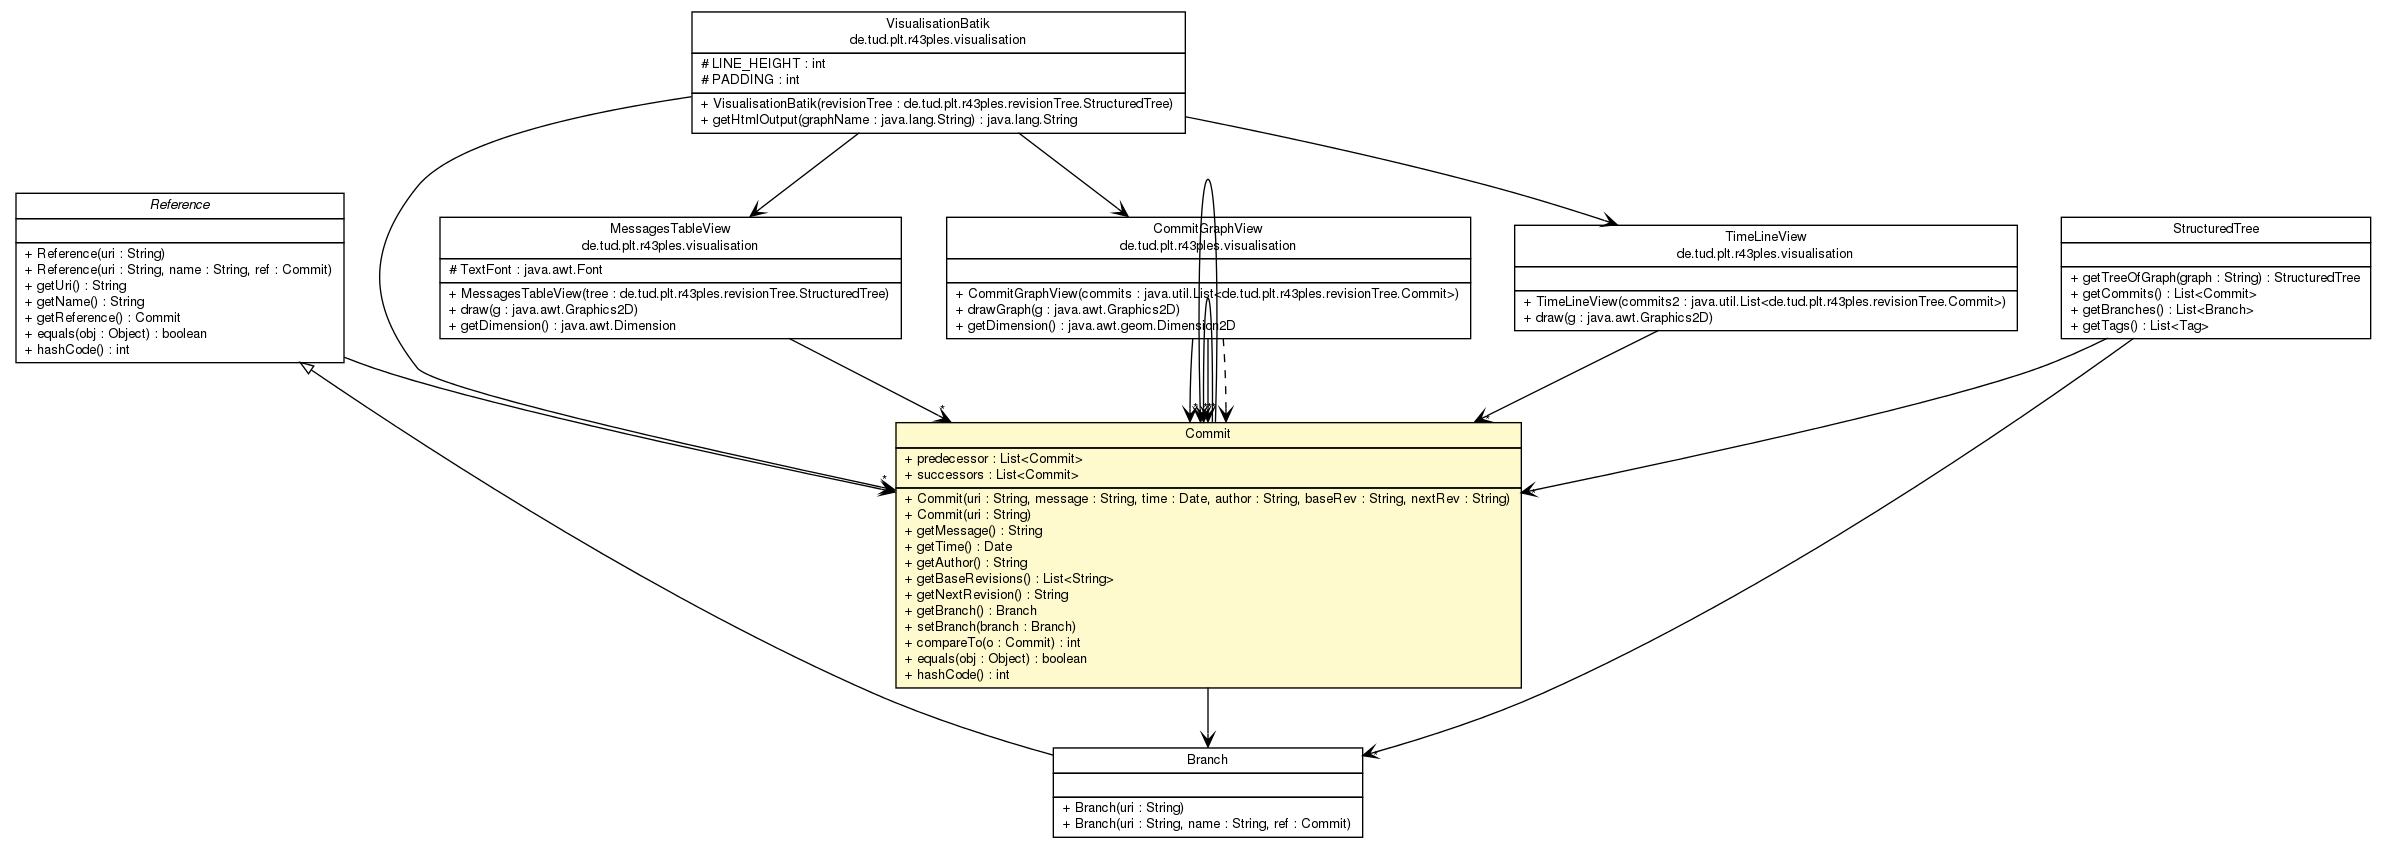 VisualisationBatik
de.tud.plt.r43ples.visualisation
# LINE_HEIGHT : int
# PADDING : int
+ VisualisationBatik(revisionTree : de.tud.plt.r43ples.revisionTree.StructuredTree)
+ getHtmlOutput(graphName : java.lang.String) : java.lang.String
Reference
+ Reference(uri : String)
+ Reference(uri : String, name : String, ref : Commit)
+ getUri() : String
+ getName() : String
+ getReference() : Commit
+ equals(obj : Object) : boolean
+ hashCode() : int
MessagesTableView
de.tud.plt.r43ples.visualisation
# TextFont : java.awt.Font
+ MessagesTableView(tree : de.tud.plt.r43ples.revisionTree.StructuredTree)
+ draw(g : java.awt.Graphics2D)
+ getDimension() : java.awt.Dimension
CommitGraphView
de.tud.plt.r43ples.visualisation
+ CommitGraphView(commits : java.util.List<de.tud.plt.r43ples.revisionTree.Commit>)
+ drawGraph(g : java.awt.Graphics2D)
+ getDimension() : java.awt.geom.Dimension2D
TimeLineView
de.tud.plt.r43ples.visualisation
+ TimeLineView(commits2 : java.util.List<de.tud.plt.r43ples.revisionTree.Commit>)
+ draw(g : java.awt.Graphics2D)
StructuredTree
+ getTreeOfGraph(graph : String) : StructuredTree
+ getCommits() : List<Commit>
+ getBranches() : List<Branch>
+ getTags() : List<Tag>
Commit
+ predecessor : List<Commit>
+ successors : List<Commit>
+ Commit(uri : String, message : String, time : Date, author : String, baseRev : String, nextRev : String)
+ Commit(uri : String)
+ getMessage() : String
+ getTime() : Date
+ getAuthor() : String
+ getBaseRevisions() : List<String>
+ getNextRevision() : String
+ getBranch() : Branch
+ setBranch(branch : Branch)
+ compareTo(o : Commit) : int
+ equals(obj : Object) : boolean
+ hashCode() : int
Branch
+ Branch(uri : String)
+ Branch(uri : String, name : String, ref : Commit)